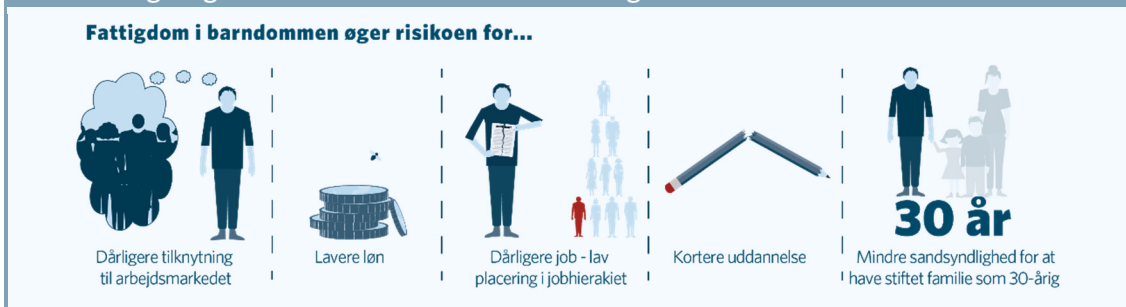 Fattigdom i barndommen øger risikoen for...
Dårligere tilknytning
til arbejdsmarkedet
Lavere løn
Dårligere job - lav
placering i jobhierakiet
Kortere uddannelse
30 år
Mindre sandsynlighed for at
have stiftet familie som 30-årig